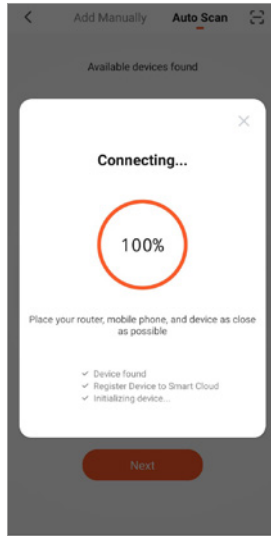 Add Manually Auto Scan
Available devices found
Connecting...
100%
Place your router, mobile phone, and device as close
as possible
✓ Device found
✓ Register Device to Smart Cloud
✓ Initializing device...
Next